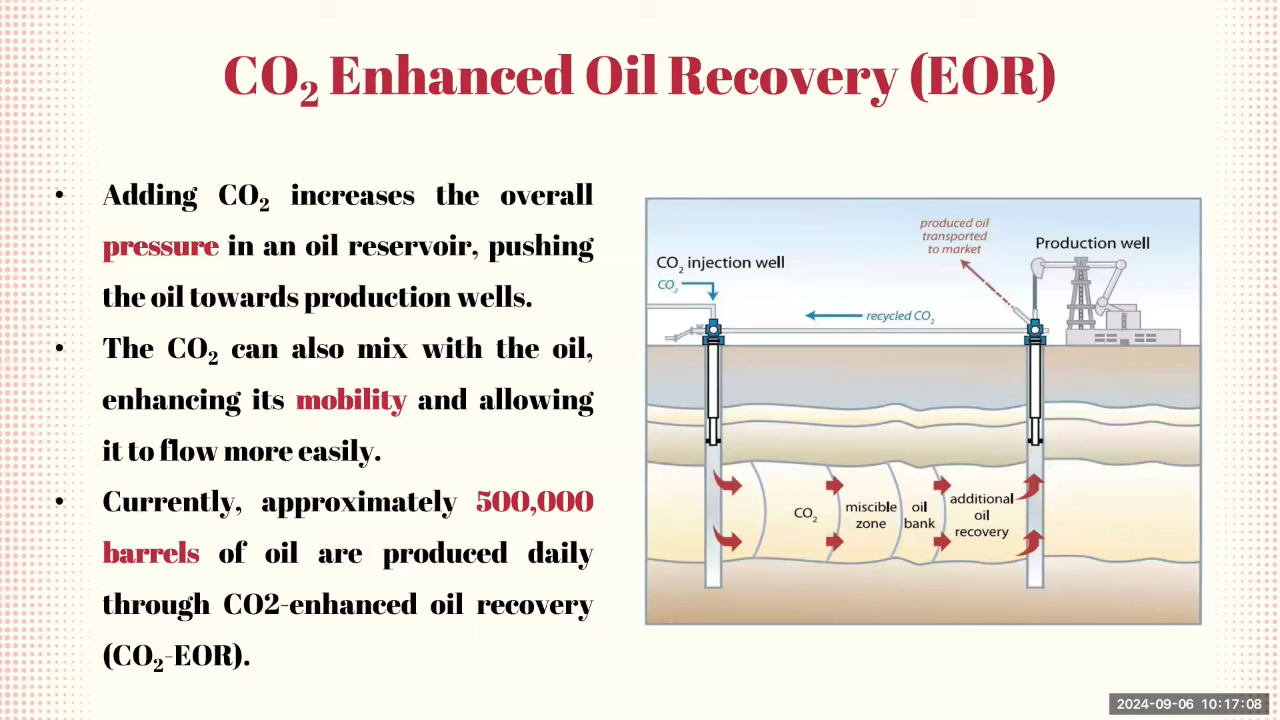 CO₂ Enhanced Oil Recovery (EOR)
• Adding CO₂ increases the overall
pressure in an oil reservoir, pushing
the oil towards production wells.
• The CO₂ can also mix with the oil,
enhancing its mobility and allowing
it to flow more easily.
• Currently, approximately 500,000
barrels of oil are produced daily
through CO2-enhanced oil recovery
(CO₂-EOR).
produced oil
transported
to market
Production well
CO₂ injection well
CO₂
recycled CO₂
CO₂
miscible
zone
oil
bank
additional
oil
recovery
2024-09-06 10:17:08